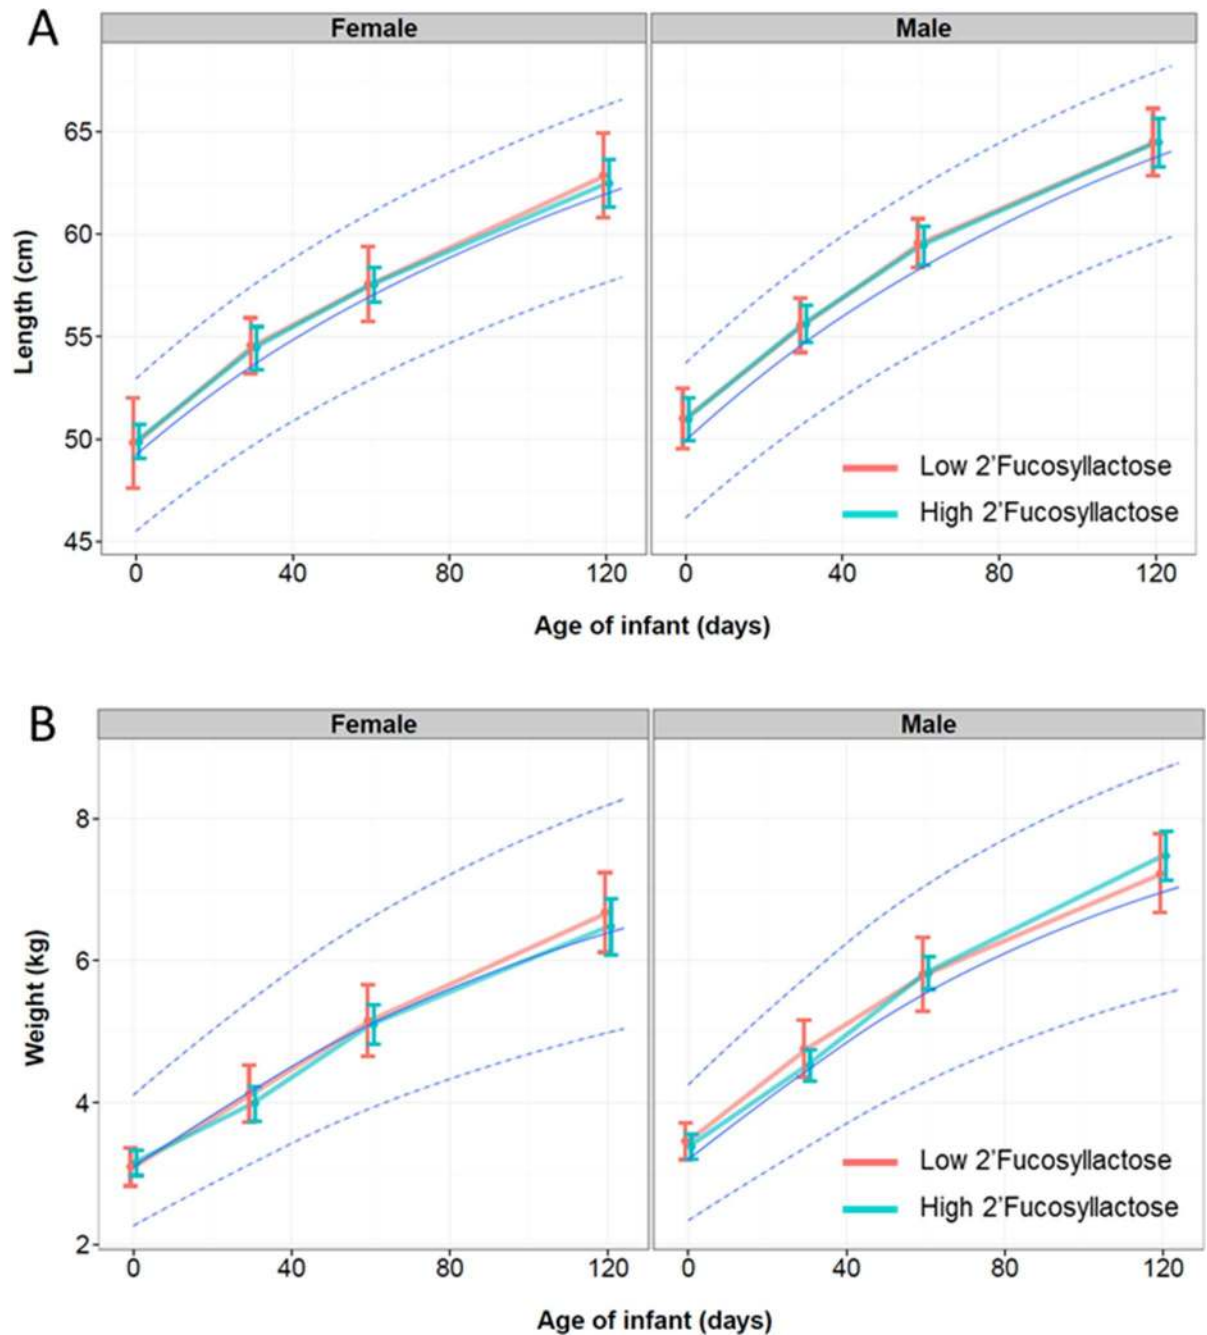 A
Female
Male
Length (cm)
65
60
55
50
45
Low 2'Fucosyllactose
High 2'Fucosyllactose
0
40
80
120
0
40
80
120
Age of infant (days)
B
Female
Male
Weight (kg)
8
6
4
2
Low 2'Fucosyllactose
High 2'Fucosyllactose
0
40
80
120
0
40
80
120
Age of infant (days)